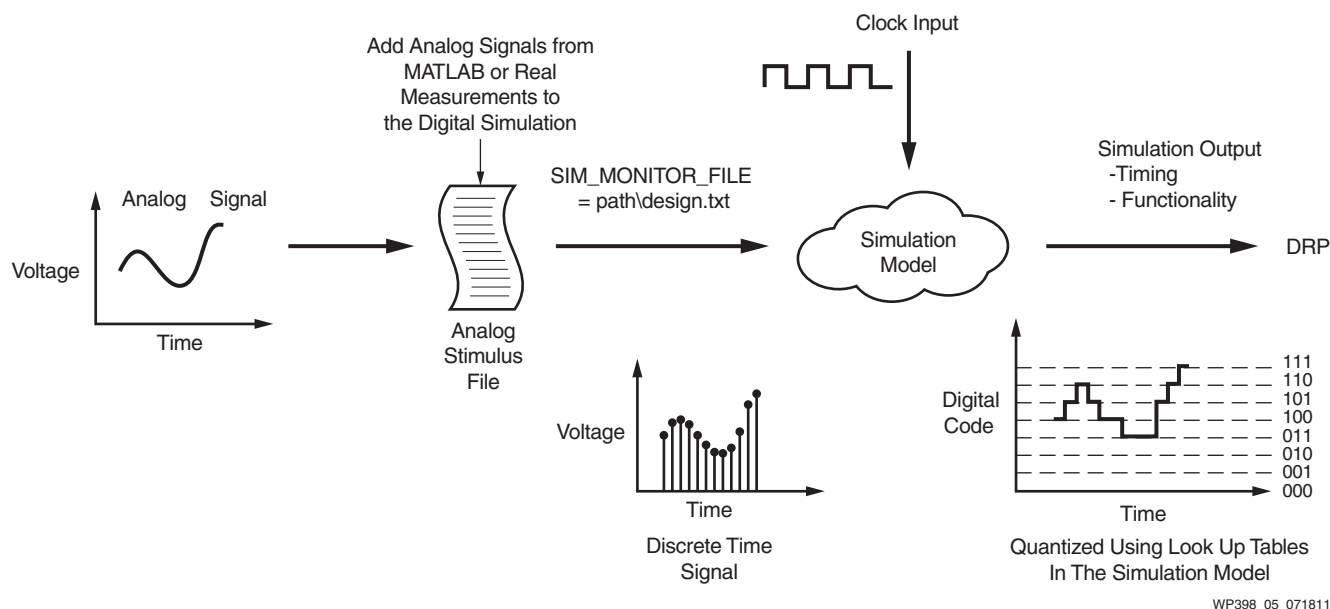 Clock Input
Add Analog Signals from
MATLAB or Real
Measurements to
the Digital Simulation
Analog Signal
Voltage
Time
Analog
Stimulus
File
SIM_MONITOR_FILE
= path\design.txt
Simulation
Model
Simulation Output
-Timing
- Functionality
DRP
Voltage
Time
Discrete Time
Signal
Digital
Code
111
110
101
100
011
010
001
000
Time
Quantized Using Look Up Tables
In The Simulation Model
WP398_05_071811